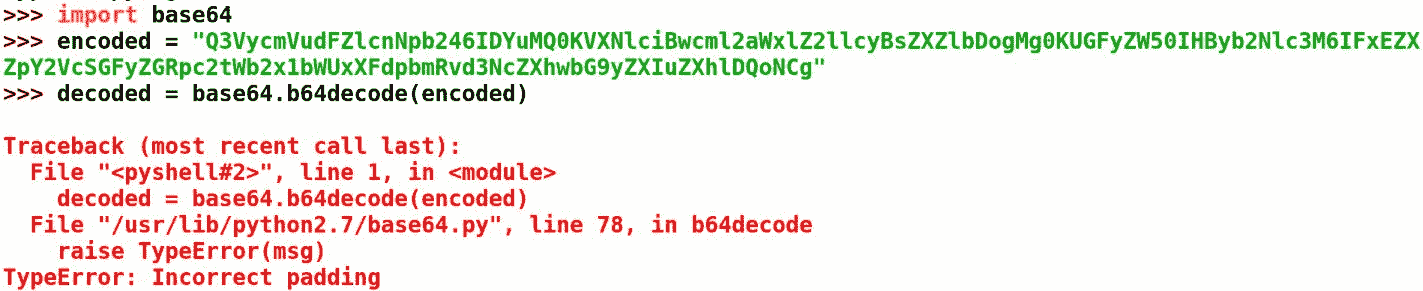 >>> import base64
>>> encoded = "Q3VycmVudFZlcnNpb246IDYuMQ0KVXNlciBwcml2aWxlZ2llcyBsZXZlbDogMg0KUGFyZW50IHByb2Nlc3M6IFxEZX
ZpY2VcSGFyZGRpc2tWb2x1bWUxXFdpbmRvd3NcZXhwbG9yZXIuZXhlDQoNCg"
>>> decoded = base64.b64decode(encoded)
Traceback (most recent call last):
  File "<pyshell#2>", line 1, in <module>
    decoded = base64.b64decode(encoded)
  File "/usr/lib/python2.7/base64.py", line 78, in b64decode
    raise TypeError(msg)
TypeError: Incorrect padding